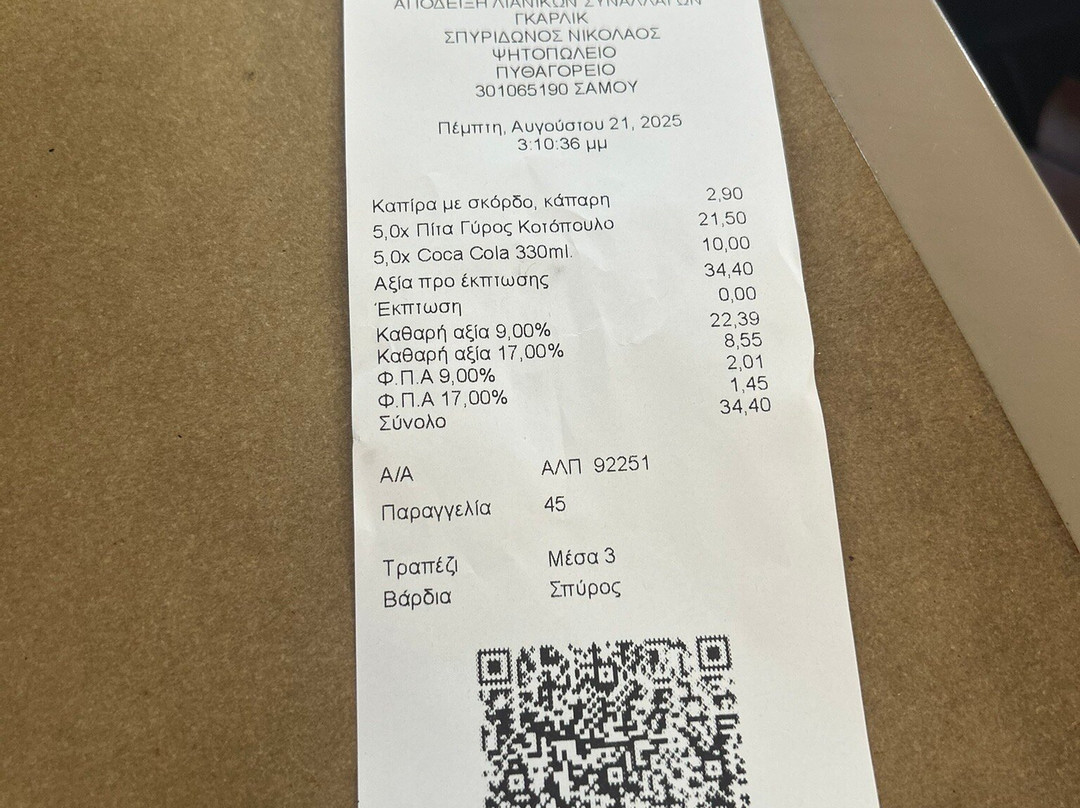 ΑΠΟΔΕΙΞΗ ΛΙΑΝΙΚΩΝ ΣΥΝΑΛΛΑΓΩΝ
ΓΚΑΡΛΙΚ
ΣΠΥΡΙΔΩΝΟΣ ΝΙΚΟΛΑΟΣ
ΨΗΤΟΠΩΛΕΙΟ
ΠΥΘΑΓΟΡΕΙΟ
301065190 ΣΑΜΟΥ
Πέμπτη, Αυγούστου 21, 2025
3:10:36 μμ
Καπίρα με σκόρδο, κάπαρη 2,90
5,0x Πίτα Γύρος Κοτόπουλο 21,50
5,0x Coca Cola 330ml. 10,00
Αξία προ έκπτωσης 34,40
Έκπτωση 0,00
Καθαρή αξία 9,00% 22,39
Καθαρή αξία 17,00% 8,55
Φ.Π.Α 9,00% 2,01
Φ.Π.Α 17,00% 1,45
Σύνολο 34,40
Α/Α ΑΛΠ 92251
Παραγγελία 45
Τραπέζι Μέσα 3
Βάρδια Σπύρος